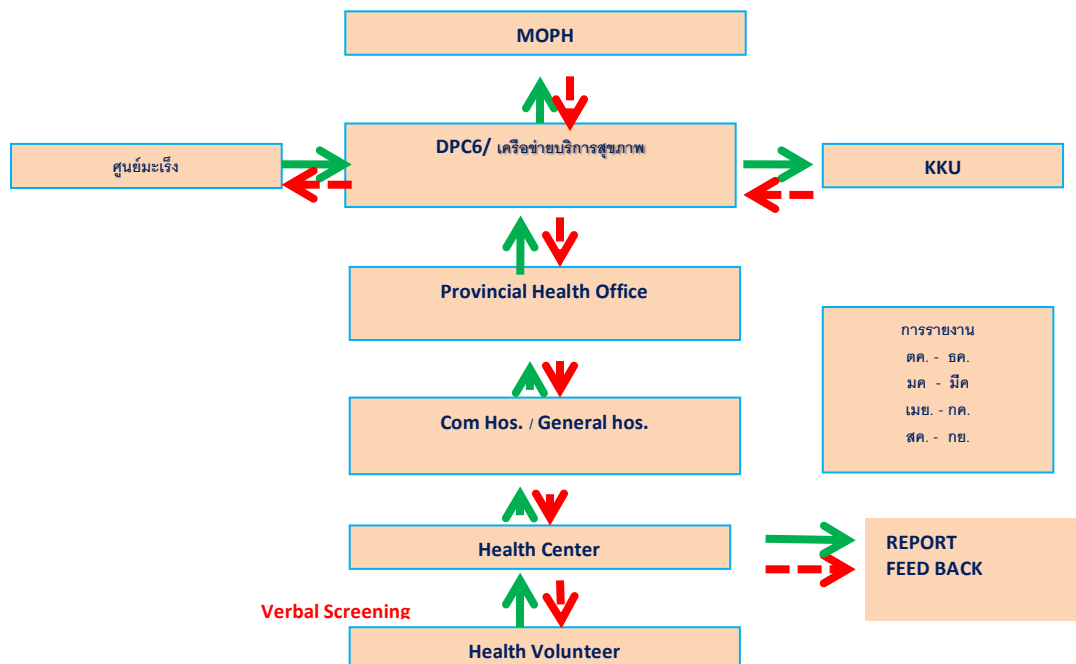 MOPH
DPC6/ เครือข่ายบริการสุขภาพ
ศูนย์มะเร็ง
KKU
Provincial Health Office
การรายงาน
ตค. - ธค.
มค - มีค
เมย. - กค.
สค. - กย.
Com Hos. / General hos.
Health Center
REPORT
FEED BACK
Verbal Screening
Health Volunteer